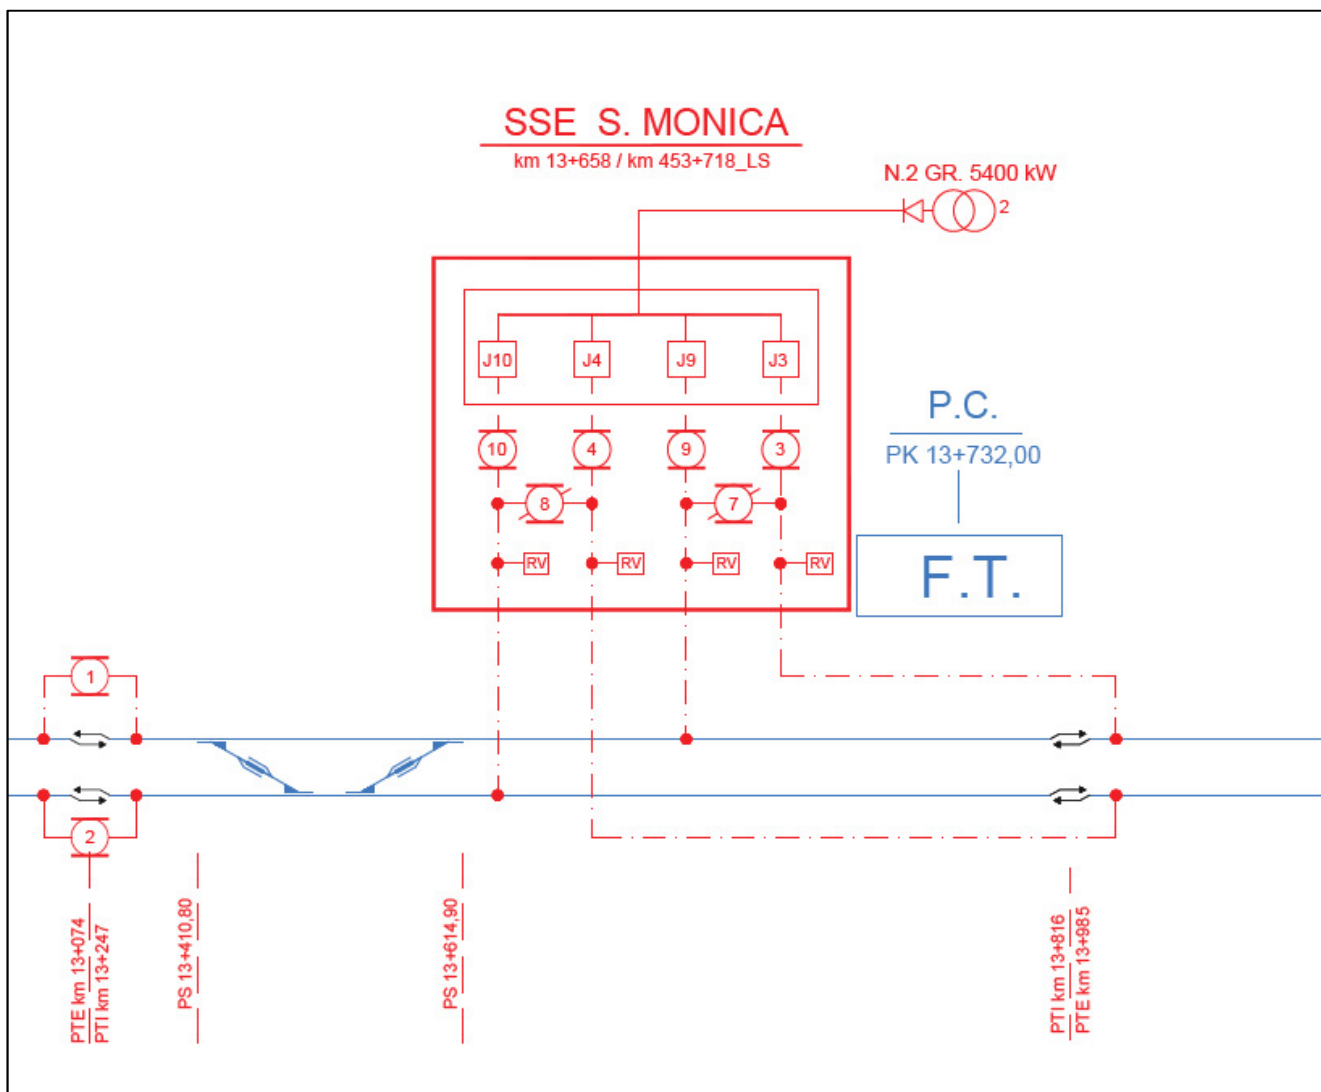 SSE S. MONICA
km 13+658 / km 453+718_LS
N.2 GR. 5400 kW
2
J10
J4
J9
J3
10
4
9
3
8
7
RV
RV
RV
RV
P.C.
PK 13+732,00
F.T.
1
2
PTE km 13+074
PTI km 13+247
PS 13+410,80
PS 13+614,90
PTI km 13+816
PTE km 13+985